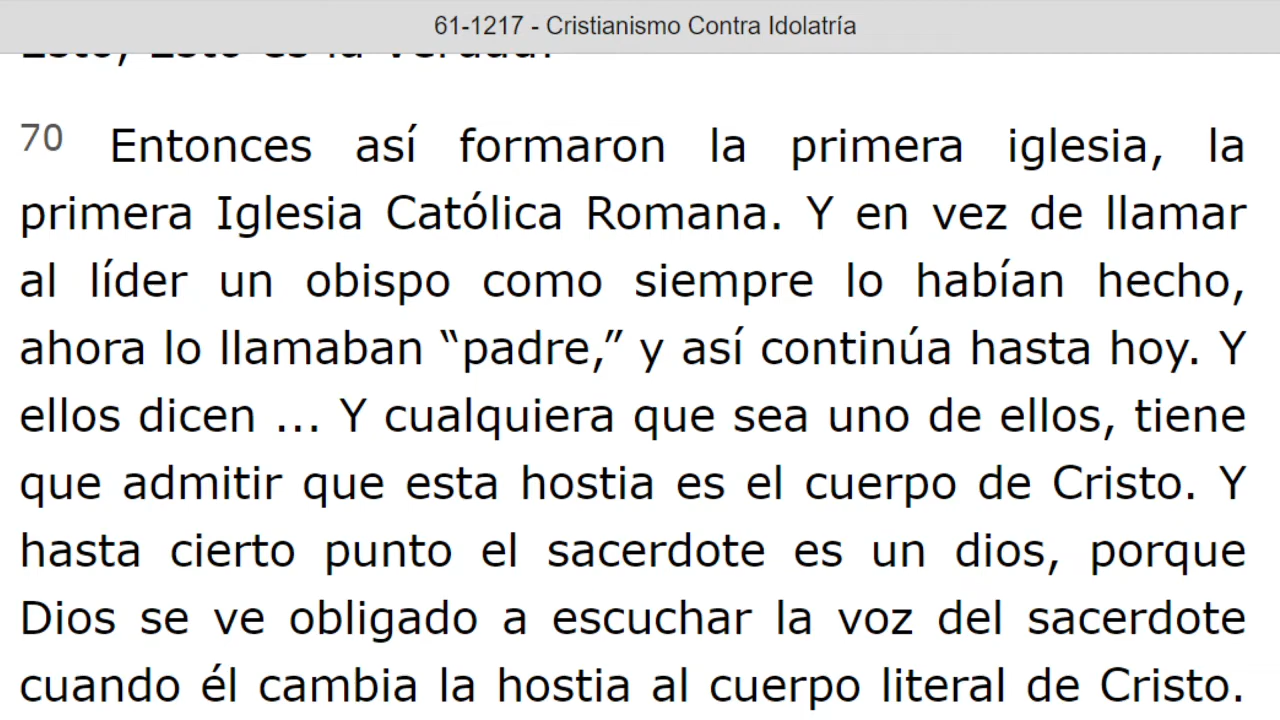 61-1217 - Cristianismo Contra Idolatría
70 Entonces así formaron la primera iglesia, la
primera Iglesia Católica Romana. Y en vez de llamar
al líder un obispo como siempre lo habían hecho,
ahora lo llamaban “padre,” y así continúa hasta hoy. Y
ellos dicen ... Y cualquiera que sea uno de ellos, tiene
que admitir que esta hostia es el cuerpo de Cristo. Y
hasta cierto punto el sacerdote es un dios, porque
Dios se ve obligado a escuchar la voz del sacerdote
cuando él cambia la hostia al cuerpo literal de Cristo.